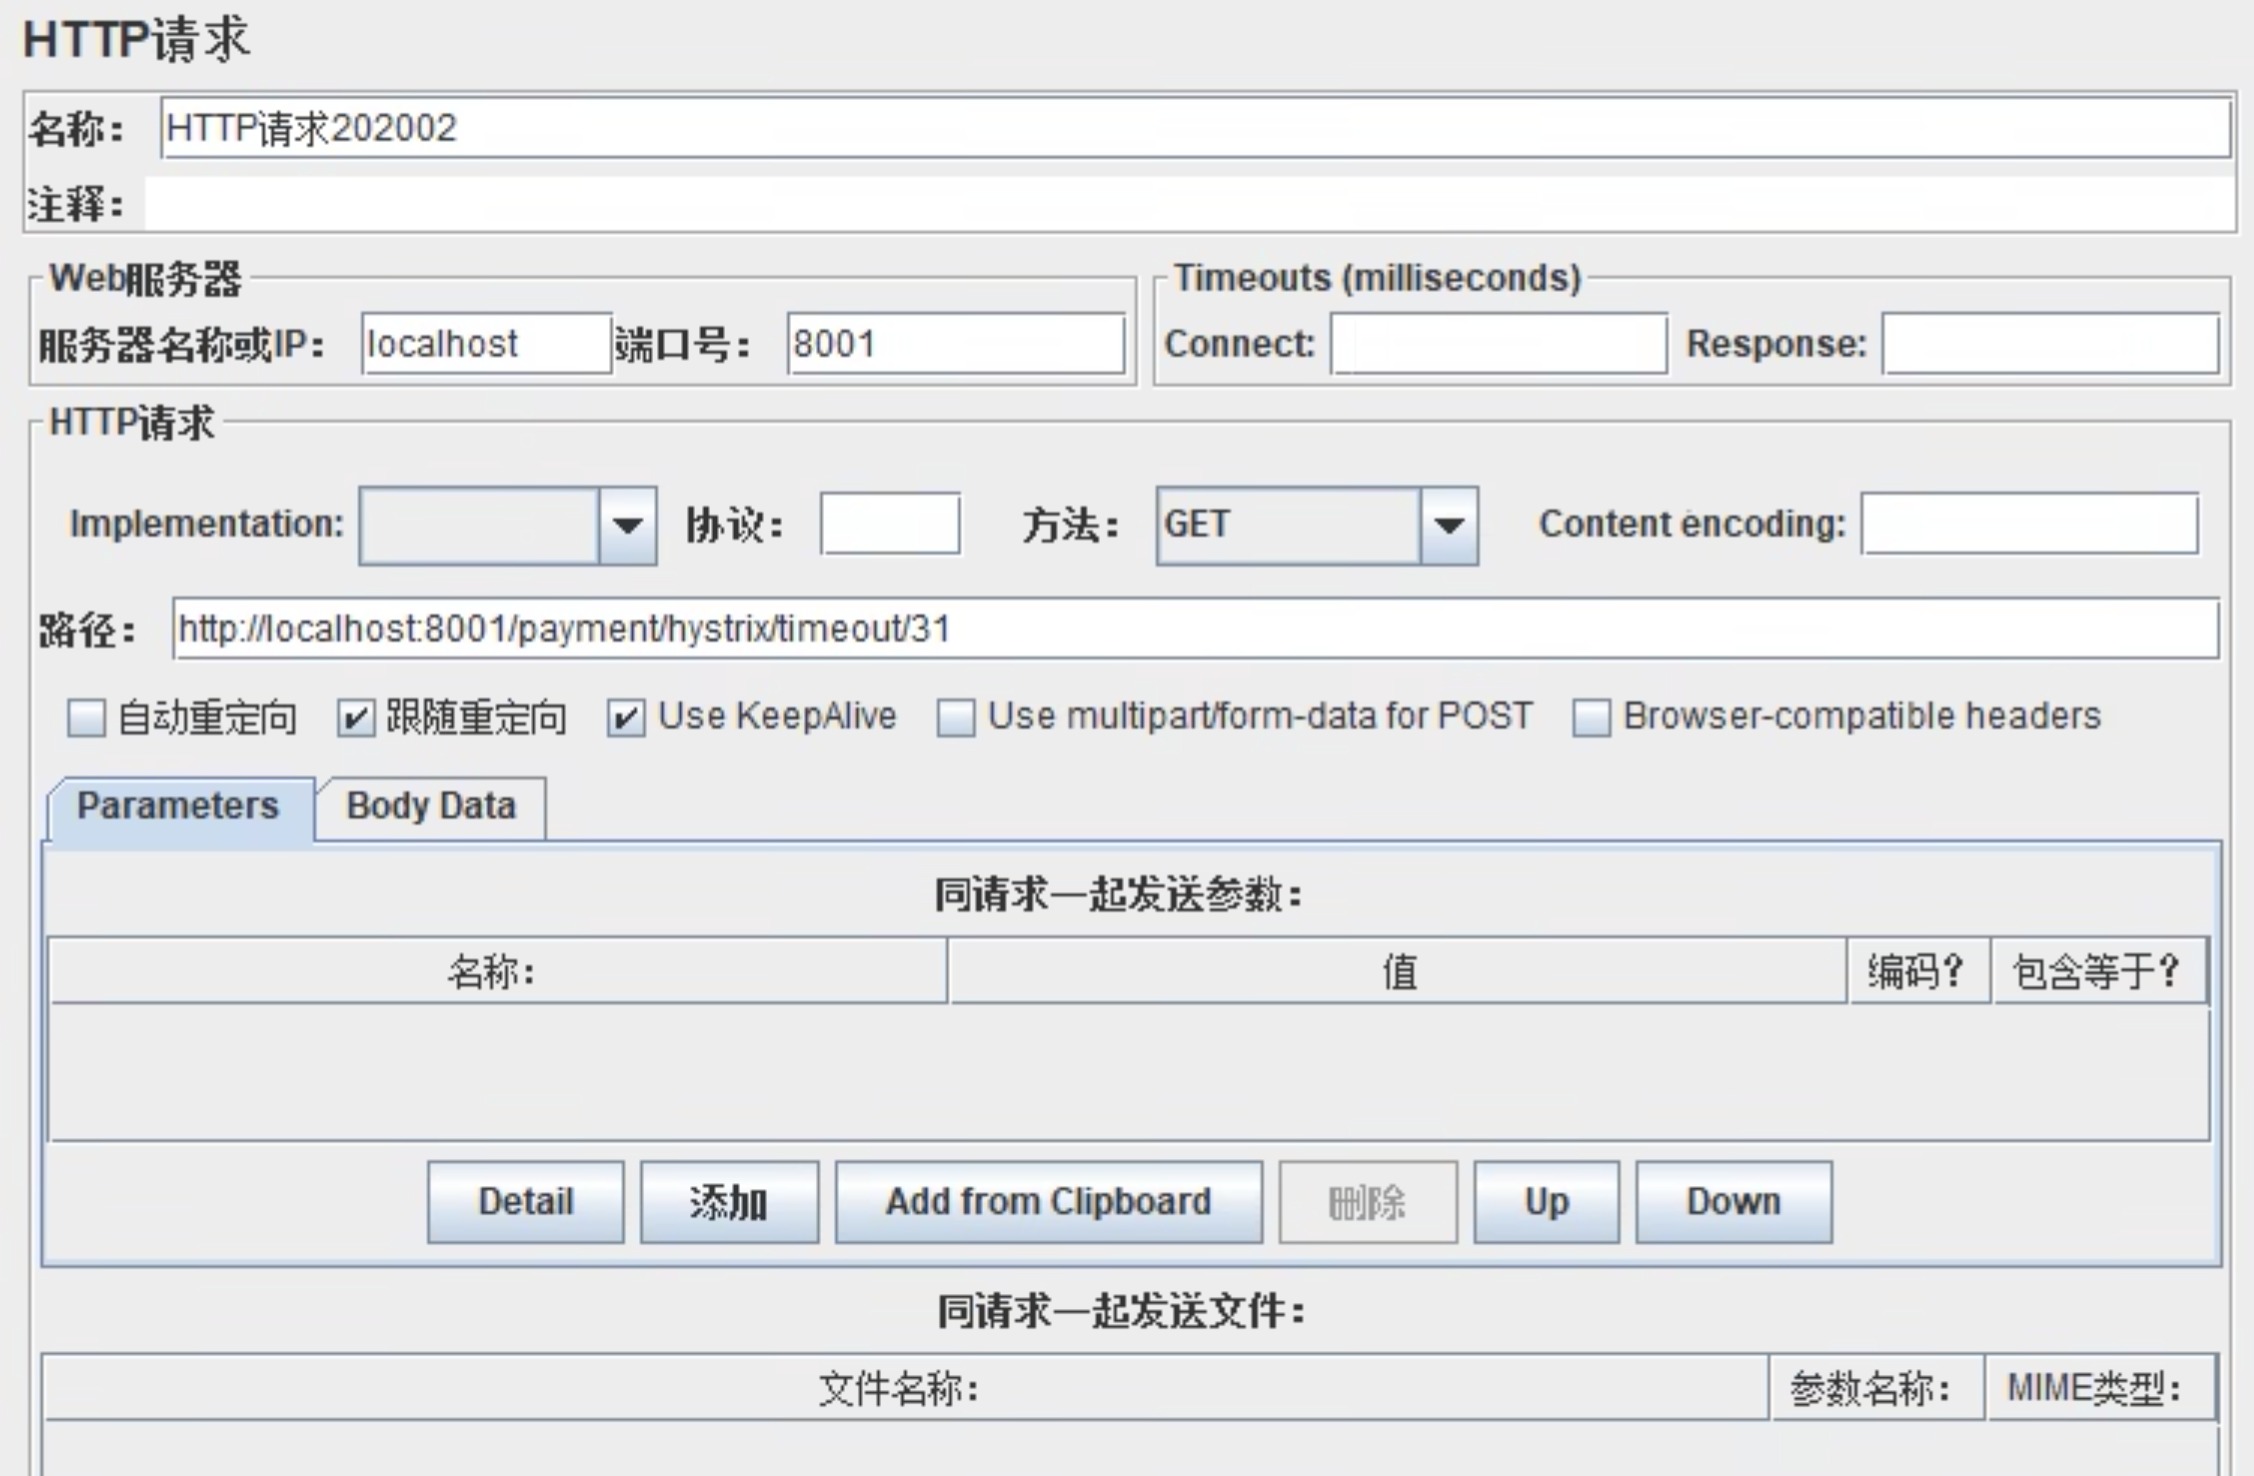 HTTP请求
名称： HTTP请求202002
注释：
Web服务器 Timeouts (milliseconds)
服务器名称或IP： localhost 端口号： 8001 Connect: Response:
HTTP请求
Implementation: 协议： 方法： GET Content encoding:
路径： http://localhost:8001/payment/hystrix/timeout/31
自动重定向 跟随重定向 Use KeepAlive Use multipart/form-data for POST Browser-compatible headers
Parameters Body Data
同请求一起发送参数：
名称： 值 编码？ 包含等于？
Detail 添加 Add from Clipboard 删除 Up Down
同请求一起发送文件：
文件名称： 参数名称： MIME类型：